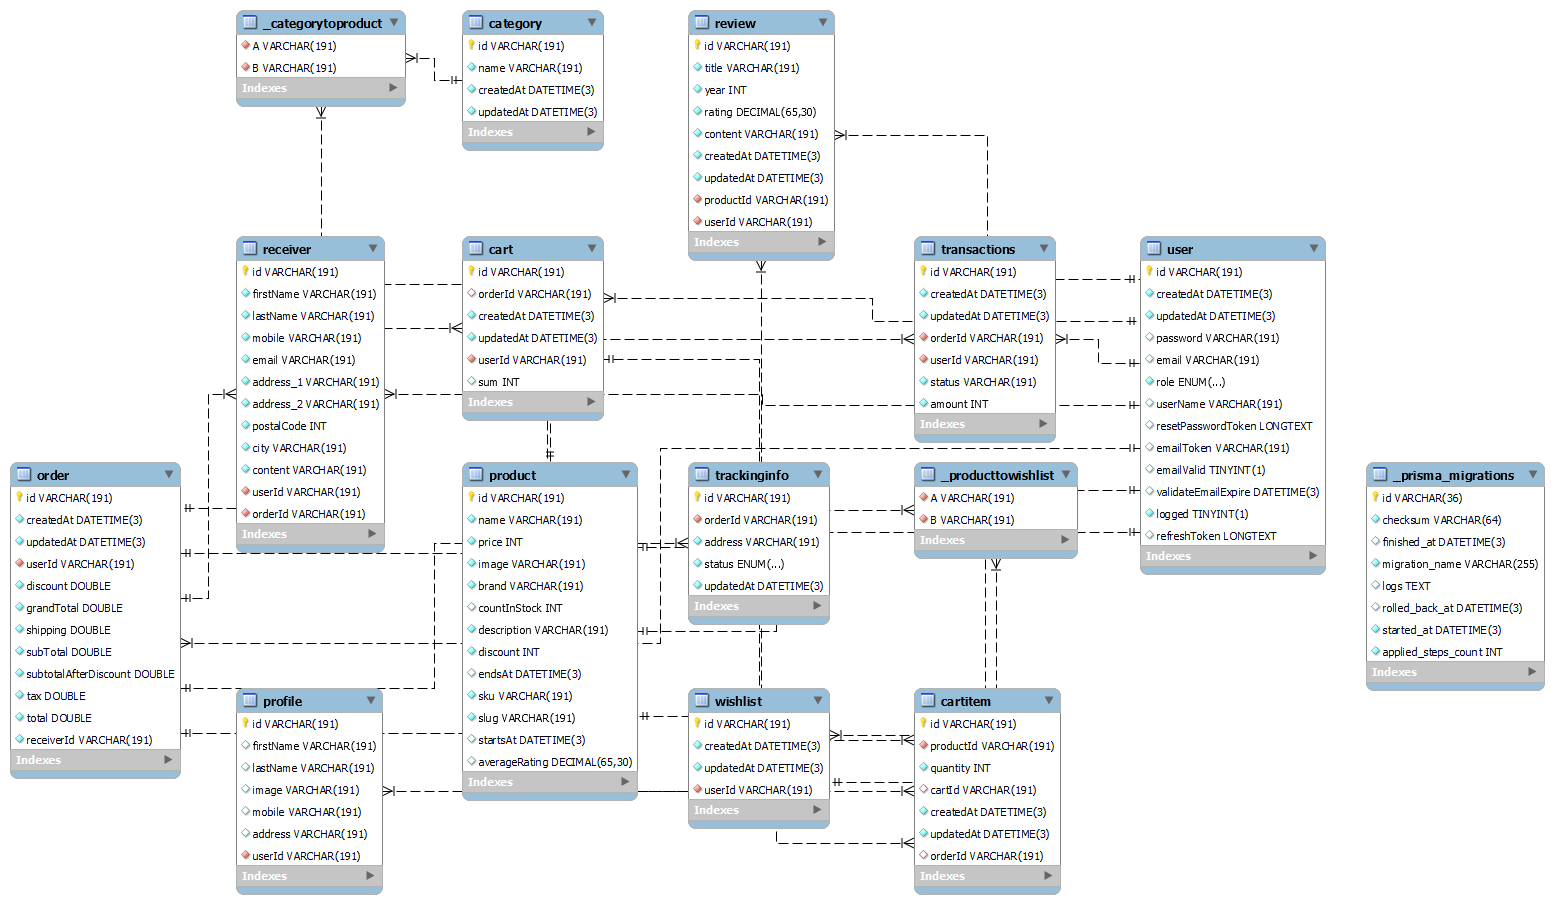 _categorytoproduct
A VARCHAR(191)
B VARCHAR(191)
Indexes
category
id VARCHAR(191)
name VARCHAR(191)
createdAt DATETIME(3)
updatedAt DATETIME(3)
Indexes
review
id VARCHAR(191)
title VARCHAR(191)
year INT
rating DECIMAL(65,30)
content VARCHAR(191)
createdAt DATETIME(3)
updatedAt DATETIME(3)
productId VARCHAR(191)
userId VARCHAR(191)
Indexes
receiver
id VARCHAR(191)
firstName VARCHAR(191)
lastName VARCHAR(191)
mobile VARCHAR(191)
email VARCHAR(191)
address_1 VARCHAR(191)
address_2 VARCHAR(191)
postalCode INT
city VARCHAR(191)
content VARCHAR(191)
userId VARCHAR(191)
orderId VARCHAR(191)
Indexes
cart
id VARCHAR(191)
orderId VARCHAR(191)
createdAt DATETIME(3)
updatedAt DATETIME(3)
userId VARCHAR(191)
sum INT
Indexes
transactions
id VARCHAR(191)
createdAt DATETIME(3)
updatedAt DATETIME(3)
orderId VARCHAR(191)
userId VARCHAR(191)
status VARCHAR(191)
amount INT
Indexes
user
id VARCHAR(191)
createdAt DATETIME(3)
updatedAt DATETIME(3)
password VARCHAR(191)
email VARCHAR(191)
role ENUM(...)
userName VARCHAR(191)
resetPasswordToken LONGTEXT
emailToken VARCHAR(191)
emailValid TINYINT(1)
validateEmailExpire DATETIME(3)
logged TINYINT(1)
refreshToken LONGTEXT
Indexes
order
id VARCHAR(191)
createdAt DATETIME(3)
updatedAt DATETIME(3)
userId VARCHAR(191)
discount DOUBLE
grandTotal DOUBLE
shipping DOUBLE
subTotal DOUBLE
subtotalAfterDiscount DOUBLE
tax DOUBLE
total DOUBLE
receiverId VARCHAR(191)
Indexes
product
id VARCHAR(191)
name VARCHAR(191)
price INT
image VARCHAR(191)
brand VARCHAR(191)
countInStock INT
description VARCHAR(191)
discount INT
endsAt DATETIME(3)
sku VARCHAR(191)
slug VARCHAR(191)
startsAt DATETIME(3)
averageRating DECIMAL(65,30)
Indexes
trackinginfo
id VARCHAR(191)
orderId VARCHAR(191)
address VARCHAR(191)
status ENUM(...)
updatedAt DATETIME(3)
Indexes
_producttowishlist
A VARCHAR(191)
B VARCHAR(191)
Indexes
_prisma_migrations
id VARCHAR(36)
checksum VARCHAR(64)
finished_at DATETIME(3)
migration_name VARCHAR(255)
logs TEXT
rolled_back_at DATETIME(3)
started_at DATETIME(3)
applied_steps_count INT
Indexes
profile
id VARCHAR(191)
firstName VARCHAR(191)
lastName VARCHAR(191)
image VARCHAR(191)
mobile VARCHAR(191)
address VARCHAR(191)
userId VARCHAR(191)
Indexes
wishlist
id VARCHAR(191)
createdAt DATETIME(3)
updatedAt DATETIME(3)
userId VARCHAR(191)
Indexes
cartitem
id VARCHAR(191)
productId VARCHAR(191)
quantity INT
cartId VARCHAR(191)
createdAt DATETIME(3)
updatedAt DATETIME(3)
orderId VARCHAR(191)
Indexes